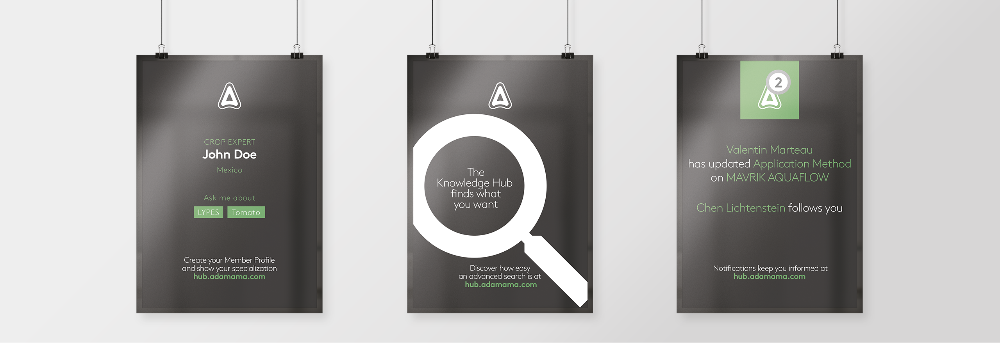 CROP EXPERT
John Doe
Mexico
Ask me about
LYPES Tomato
Create your Member Profile
and show your specialization
hub.adamama.com
The
Knowledge Hub
finds what
you want
Discover how easy
an advanced search is at
hub.adamama.com
2
Valentin Marteau
has updated Application Method
on MAVRIK AQUAFLOW
Chen Lichtenstein follows you
Notifications keep you informed at
hub.adamama.com